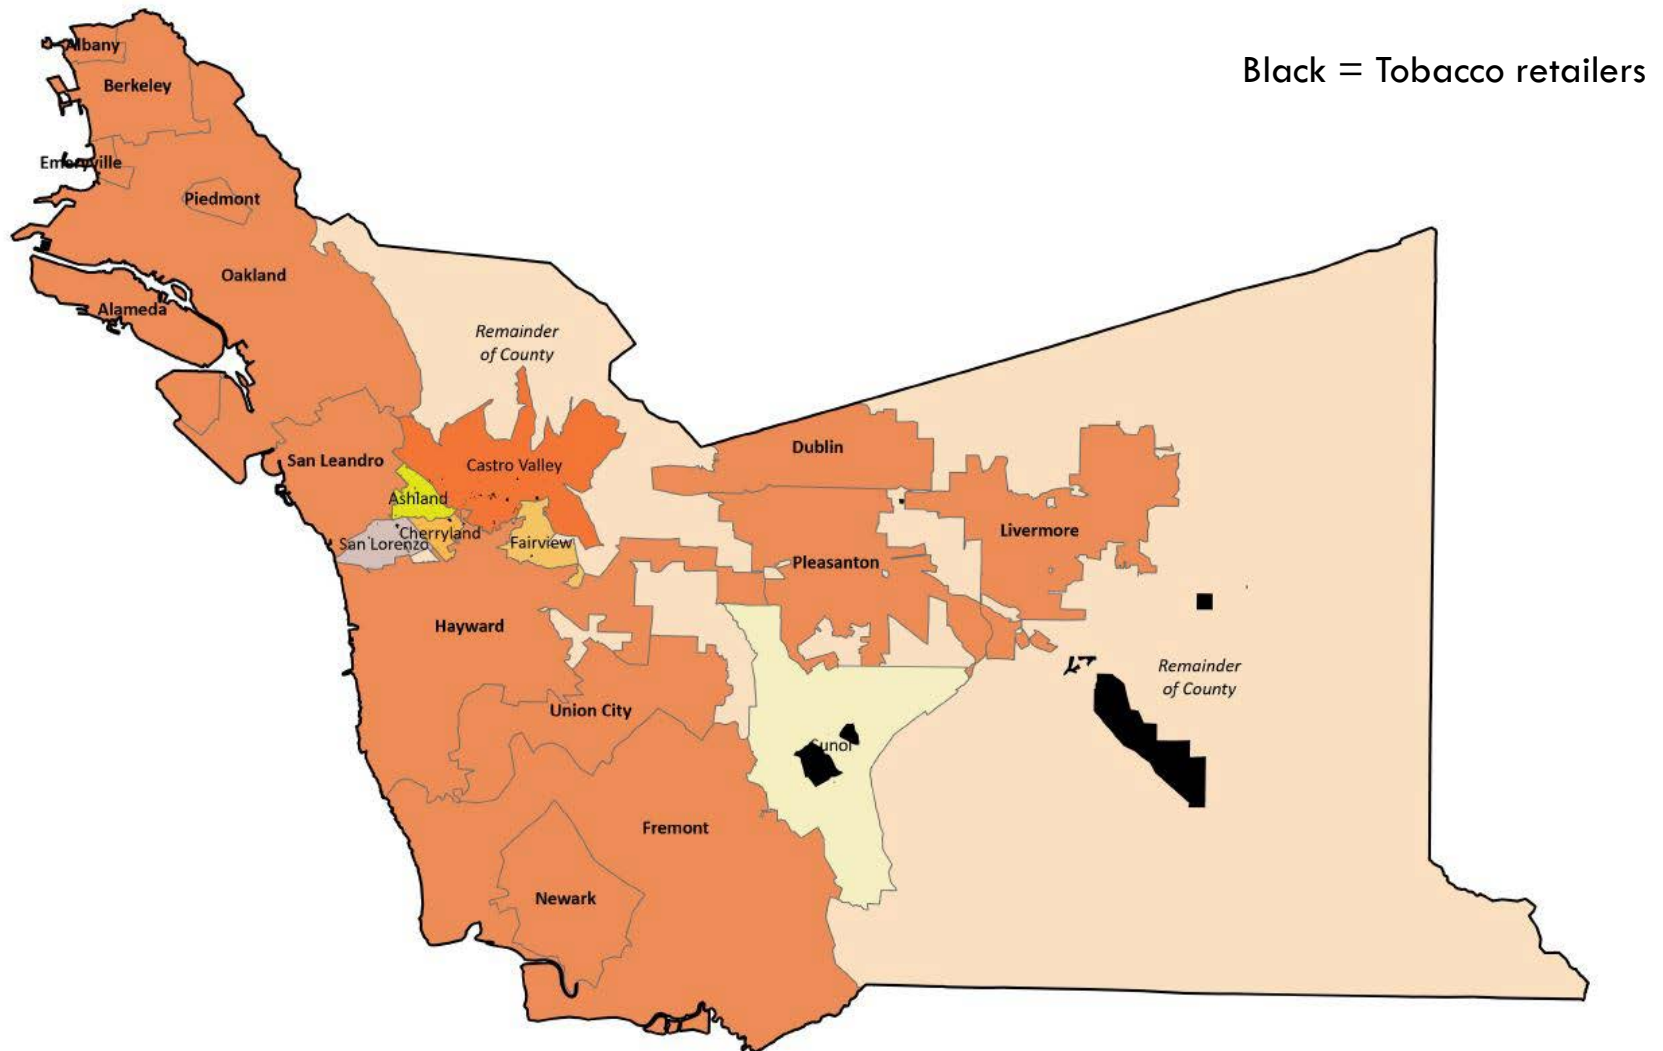 Black = Tobacco retailers
Albany
Berkeley
Emeryville
Piedmont
Oakland
Alameda
Remainder
of County
San Leandro
Castro Valley
Dublin
Ashland
Cherryland
San Lorenzo
Fairview
Livermore
Pleasanton
Hayward
Remainder
of County
Union City
Sunol
Fremont
Newark